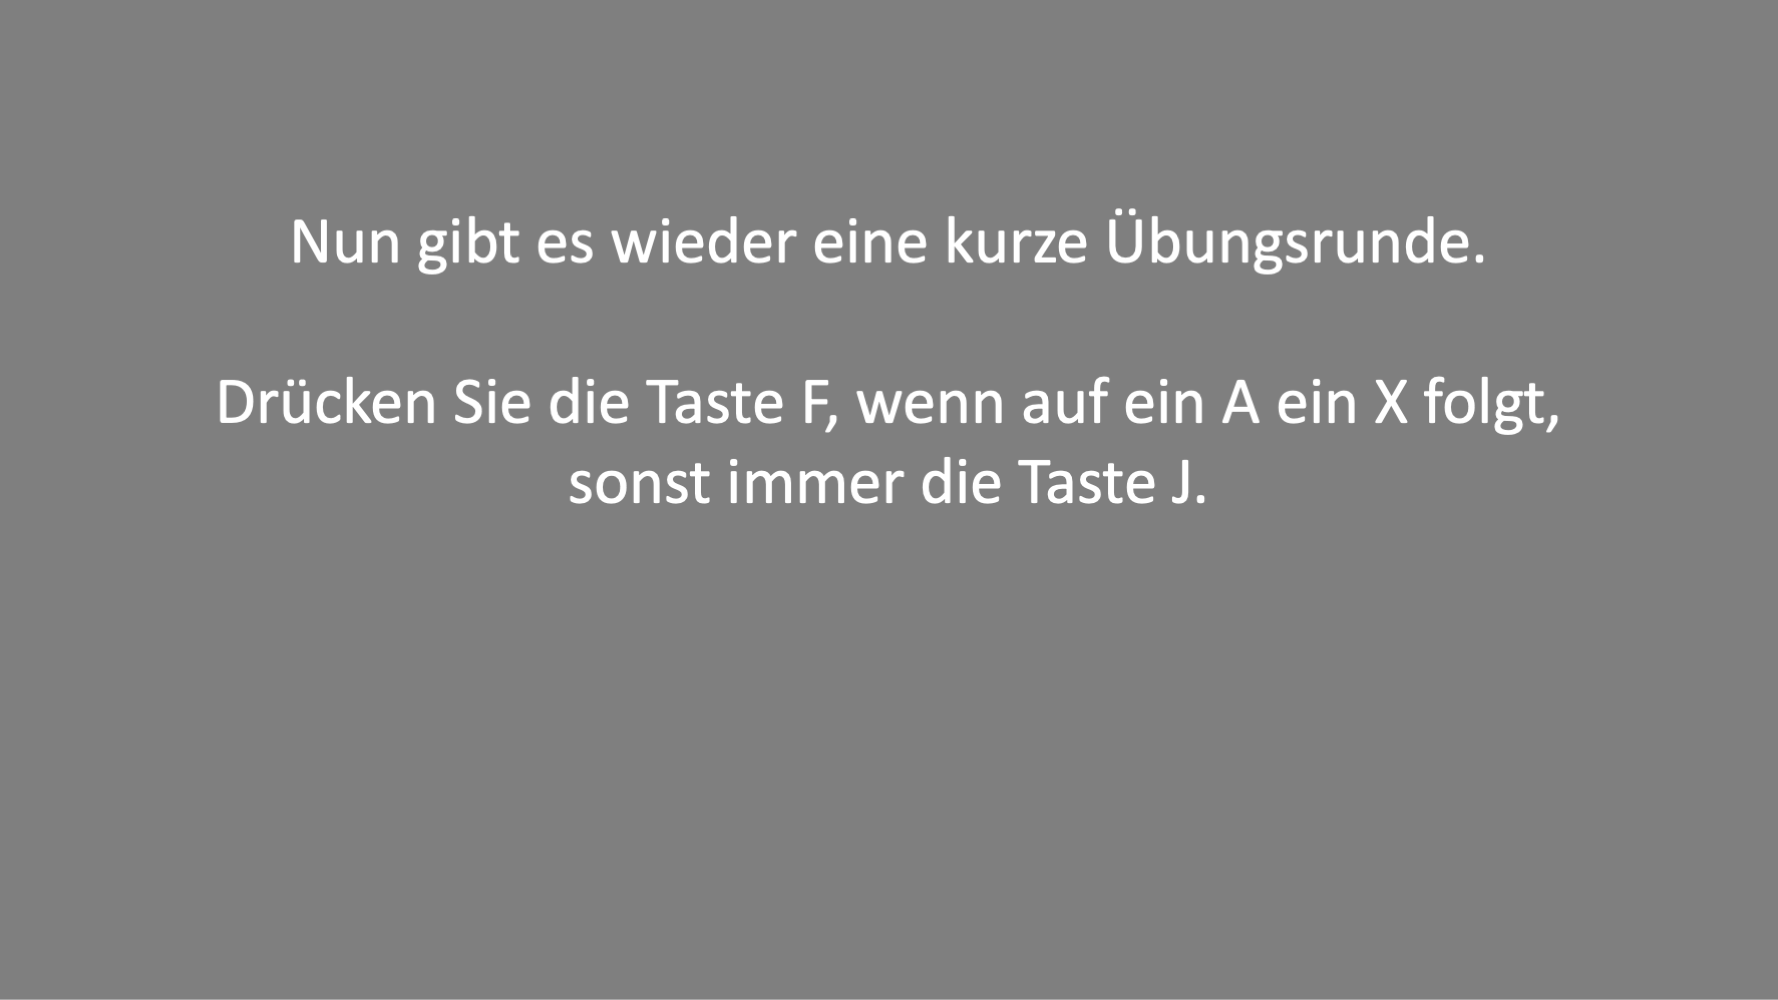 Nun gibt es wieder eine kurze Übungsrunde.
Drücken Sie die Taste F, wenn auf ein A ein X folgt,
sonst immer die Taste J.